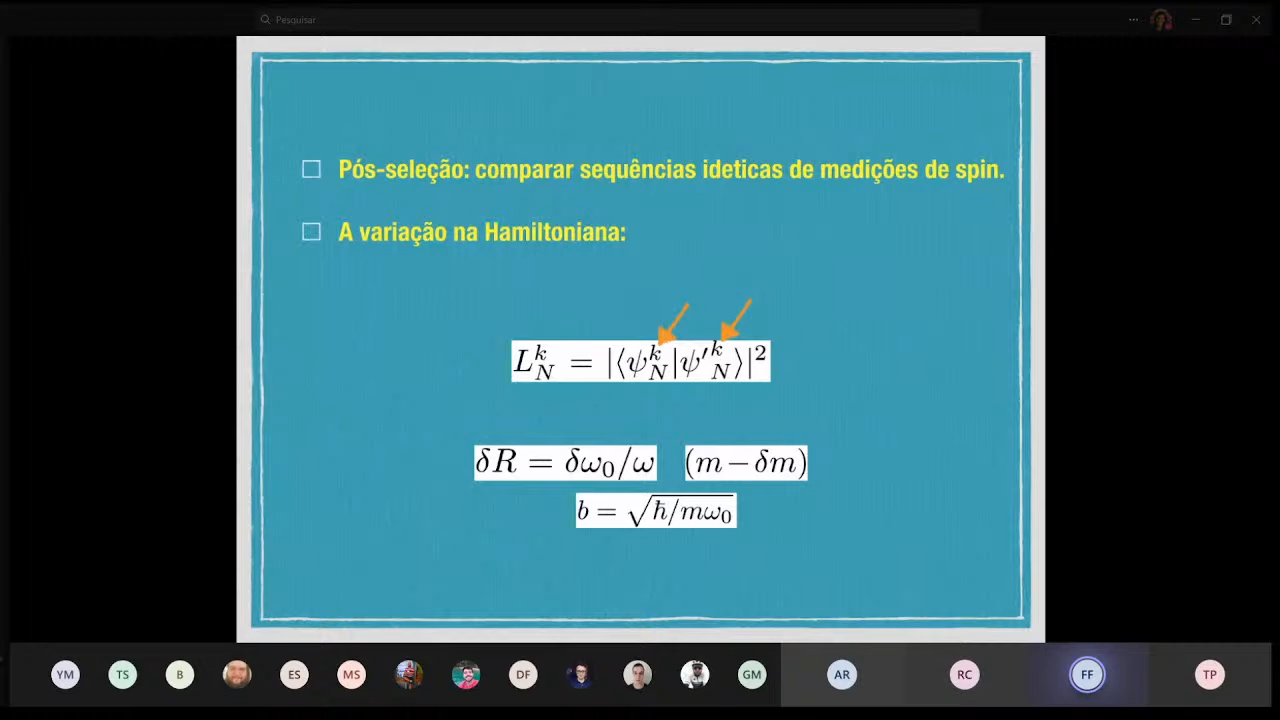 Pesquisar
Pós-seleção: comparar sequências ideticas de medições de spin.
A variação na Hamiltoniana:
L_N^k = |⟨ψ_N^k|ψ′_N^k⟩|^2
δR = δω_0/ω (m − δm)
b = √(ħ/mω_0)
YM TS B ES MS DF GM AR RC FF TP